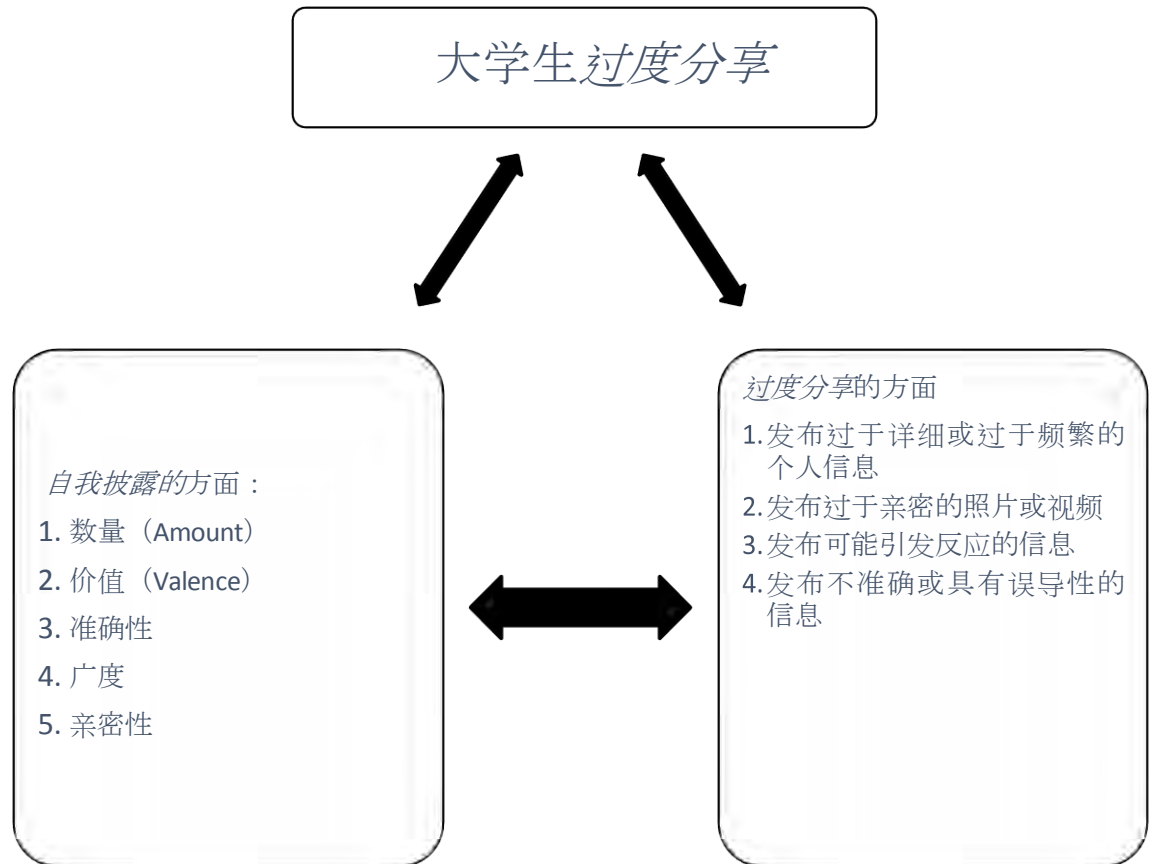 大学生过度分享
自我披露的方面：
1. 数量（Amount）
2. 价值（Valence）
3. 准确性
4. 广度
5. 亲密性
过度分享的方面
1.发布过于详细或过于频繁的
个人信息
2.发布过于亲密的照片或视频
3.发布可能引发反应的信息
4.发布不准确或具有误导性的
信息